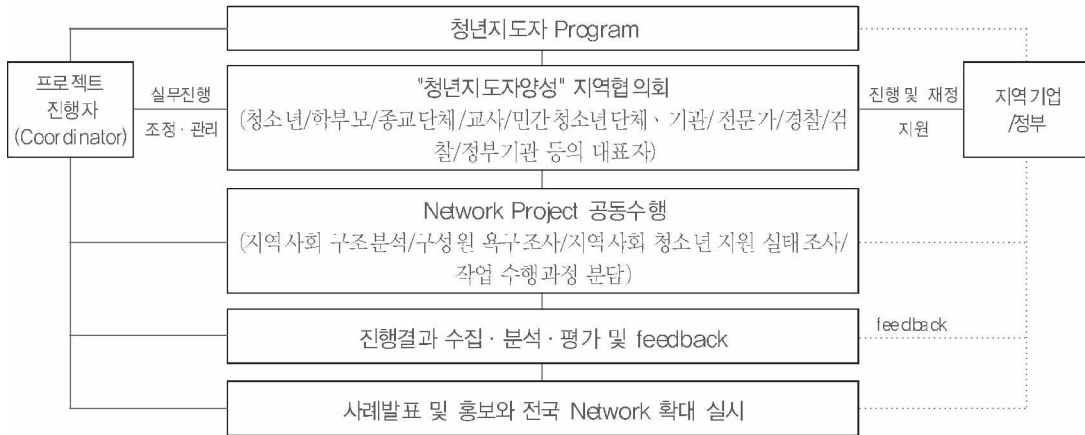 청년지도자 Program
프로젝트
진행자
(Coordinator)
실무진행
조정·관리
"청년지도자양성" 지역협의회
(청소년/학부모/종교단체/교사/민간청소년단체、기관/전문가/경찰/검
찰/정부기관 등의 대표자)
진행 및 재정
지원
지역기업
/정부
Network Project 공동수행
(지역사회 구조분석/구성원 욕구조사/지역사회 청소년 지원 실태조사/
작업 수행과정 분담)
진행결과 수집·분석·평가 및 feedback
feedback
사례발표 및 홍보와 전국 Network 확대 실시